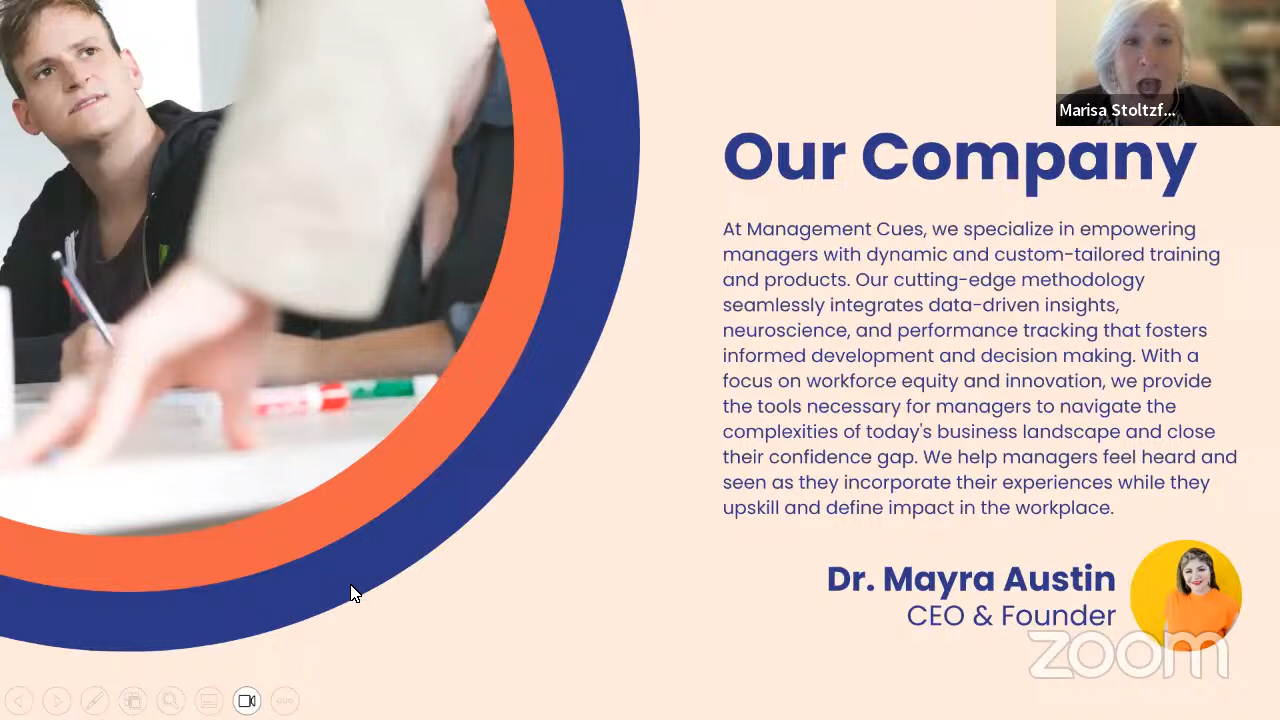 Marisa Stoltzf...
Our Company
At Management Cues, we specialize in empowering
managers with dynamic and custom-tailored training
and products. Our cutting-edge methodology
seamlessly integrates data-driven insights,
neuroscience, and performance tracking that fosters
informed development and decision making. With a
focus on workforce equity and innovation, we provide
the tools necessary for managers to navigate the
complexities of today's business landscape and close
their confidence gap. We help managers feel heard and
seen as they incorporate their experiences while they
upskill and define impact in the workplace.
Dr. Mayra Austin
CEO & Founder
zoom